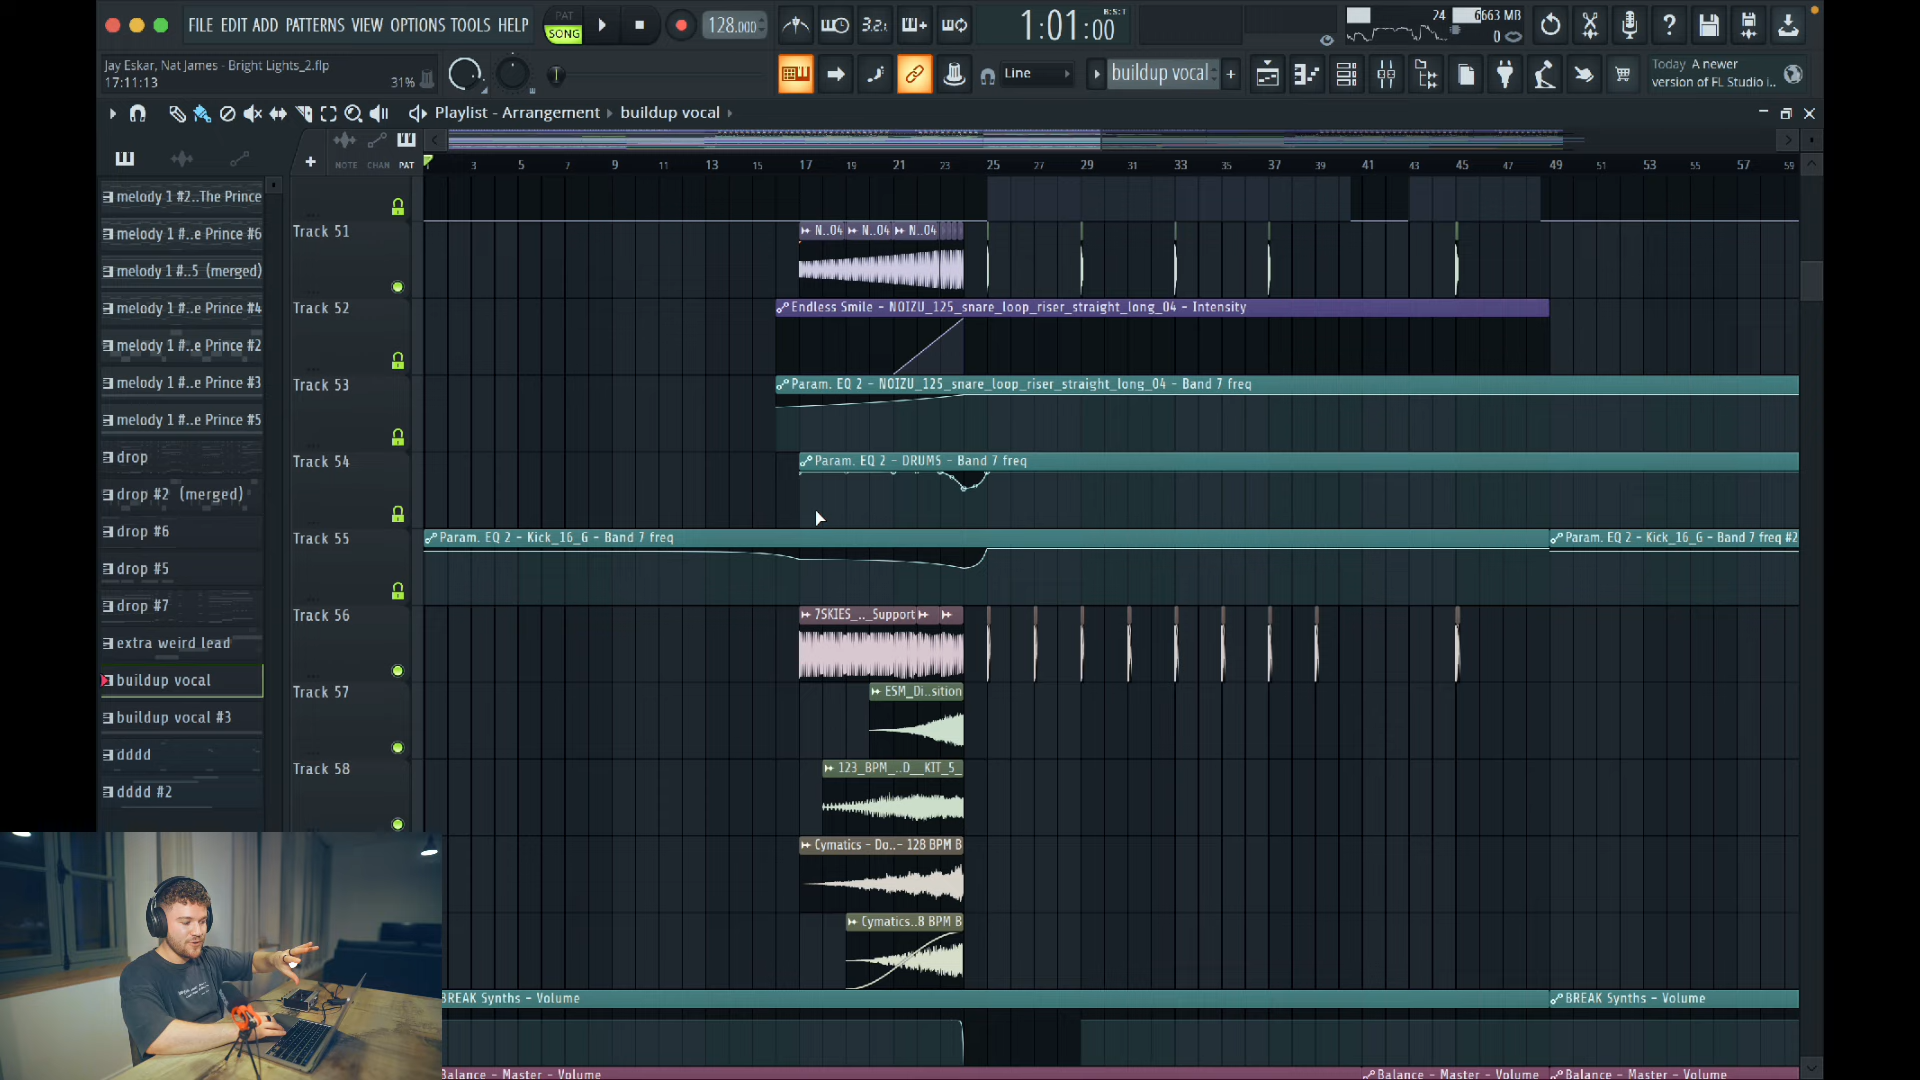 FILE EDIT ADD PATTERNS VIEW OPTIONS TOOLS HELP
PAT
SONG
128.000
3.2.
1:01:00
B:S:T
24
6663 MB
0
Jay Eskar, Nat James - Bright Lights_2.flp
17:11:13
31%
Line
buildup vocal
Today A newer
version of FL Studio i..
Playlist - Arrangement
buildup vocal
NOTE CHAN PAT
3 5 7 9 11 13 15 17 19 21 23 25 27 29 31 33 35 37 39 41 43 45 47 49 51 53 55 57 59
melody 1 #2..The Prince
melody 1 #..e Prince #6
melody 1 #..5 (merged)
melody 1 #..e Prince #4
melody 1 #..e Prince #2
melody 1 #..e Prince #3
melody 1 #..e Prince #5
drop
drop #2 (merged)
drop #6
drop #5
drop #7
extra weird lead
buildup vocal
buildup vocal #3
dddd
dddd #2
Track 51
N..04
N..04
N..04
Track 52
Endless Smile - NOIZU_125_snare_loop_riser_straight_long_04 - Intensity
Track 53
Param. EQ 2 - NOIZU_125_snare_loop_riser_straight_long_04 - Band 7 freq
Track 54
Param. EQ 2 - DRUMS - Band 7 freq
Track 55
Param. EQ 2 - Kick_16_G - Band 7 freq
Param. EQ 2 - Kick_16_G - Band 7 freq #2
Track 56
7SKIES_.._Support
Track 57
ESM_Di..sition
Track 58
123_BPM_..D__KIT_5_
Cymatics - Do..- 128 BPM B
Cymatics..8 BPM B
BREAK Synths - Volume
BREAK Synths - Volume
Balance - Master - Volume
Balance - Master - Volume
Balance - Master - Volume